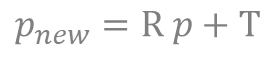 p_new = R p + T